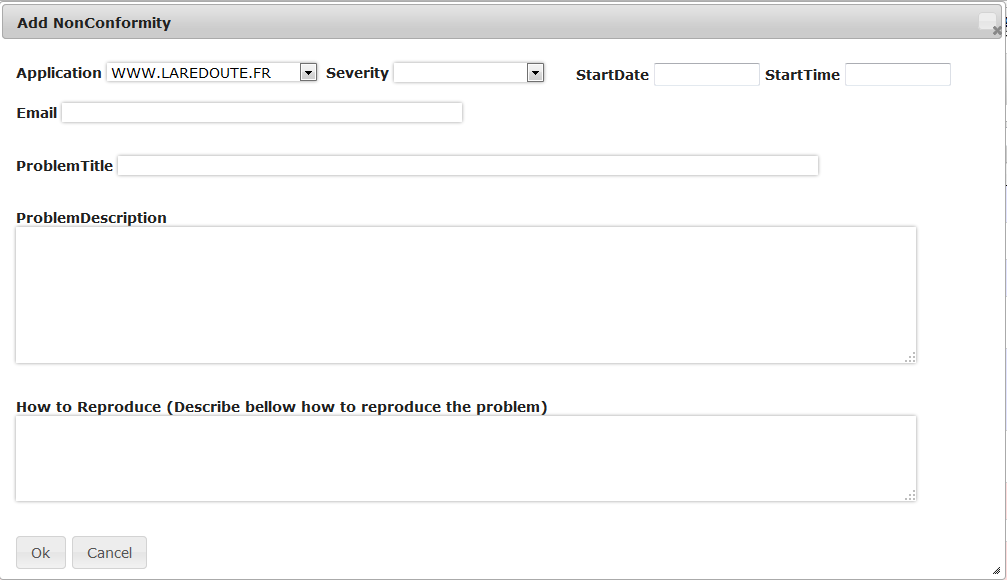 Add NonConformity
Application WWW.LAREDOUTE.FR Severity StartDate StartTime
Email
ProblemTitle
ProblemDescription
How to Reproduce (Describe bellow how to reproduce the problem)
Ok Cancel